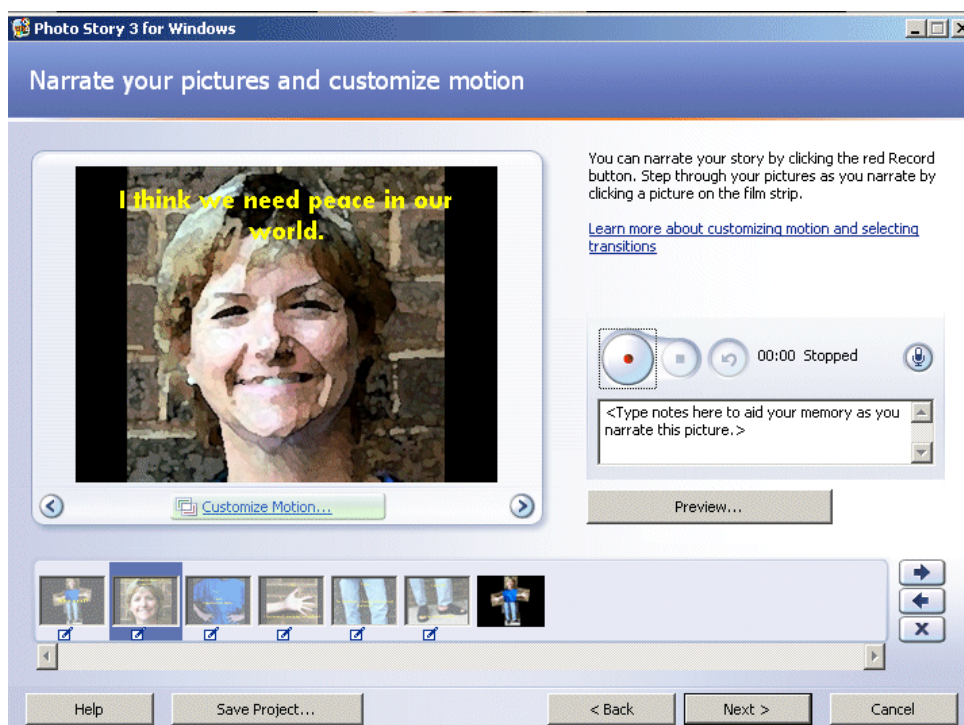 Photo Story 3 for Windows
Narrate your pictures and customize motion
I think we need peace in our
world.
You can narrate your story by clicking the red Record
button. Step through your pictures as you narrate by
clicking a picture on the film strip.
Learn more about customizing motion and selecting
transitions
00:00 Stopped
<Type notes here to aid your memory as you
narrate this picture.>
Customize Motion...
Preview...
Help
Save Project...
< Back
Next >
Cancel